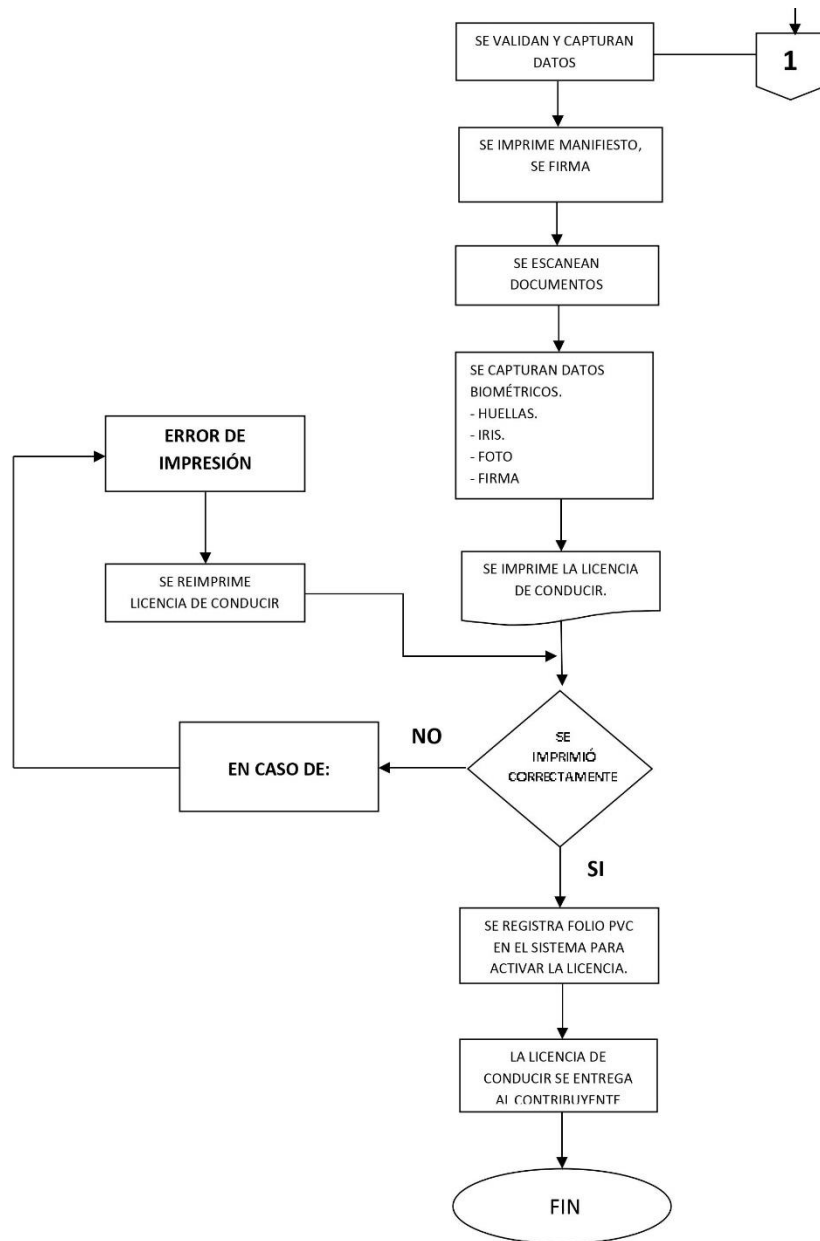 SE VALIDAN Y CAPTURAN
DATOS
1
SE IMPRIME MANIFIESTO,
SE FIRMA
SE ESCANEAN
DOCUMENTOS
SE CAPTURAN DATOS
BIOMÉTRICOS.
- HUELLAS.
- IRIS.
- FOTO
- FIRMA
ERROR DE
IMPRESIÓN
SE REIMPRIME
LICENCIA DE CONDUCIR
SE IMPRIME LA LICENCIA
DE CONDUCIR.
SE
IMPRIMIÓ
CORRECTAMENTE
NO
EN CASO DE:
SI
SE REGISTRA FOLIO PVC
EN EL SISTEMA PARA
ACTIVAR LA LICENCIA.
LA LICENCIA DE
CONDUCIR SE ENTREGA
AL CONTRIBUYENTE
FIN